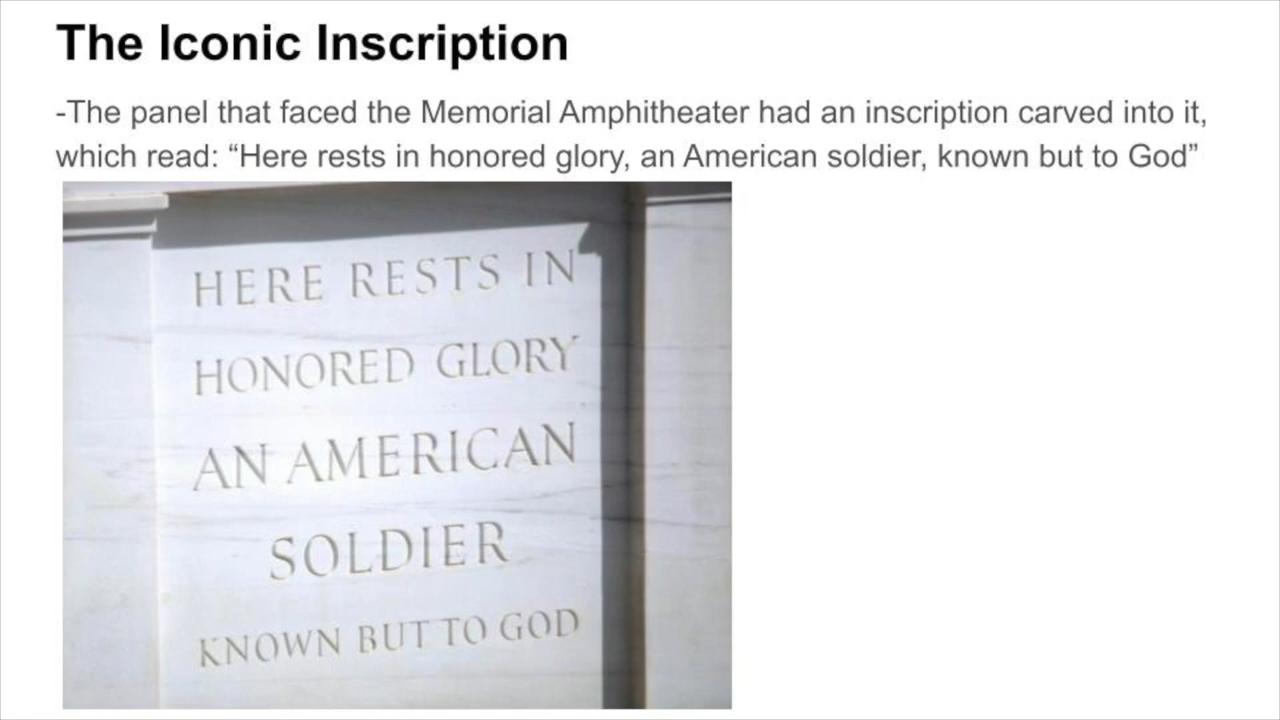 The Iconic Inscription
-The panel that faced the Memorial Amphitheater had an inscription carved into it,
which read: “Here rests in honored glory, an American soldier, known but to God”
HERE RESTS IN
HONORED GLORY
AN AMERICAN
SOLDIER
KNOWN BUT TO GOD